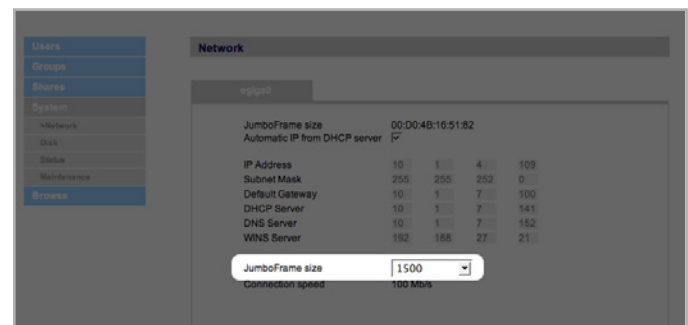 Users
Groups
Shares
System
Network
Disk
Status
Maintenance
Browse
Network
egiga0
JumboFrame size 00:D0:4B:16:51:82
Automatic IP from DHCP server
IP Address 10 1 4 109
Subnet Mask 255 255 252 0
Default Gateway 10 1 7 100
DHCP Server 10 1 7 141
DNS Server 10 1 7 152
WINS Server 192 168 27 21
JumboFrame size 1500
Connection speed 100 Mb/s